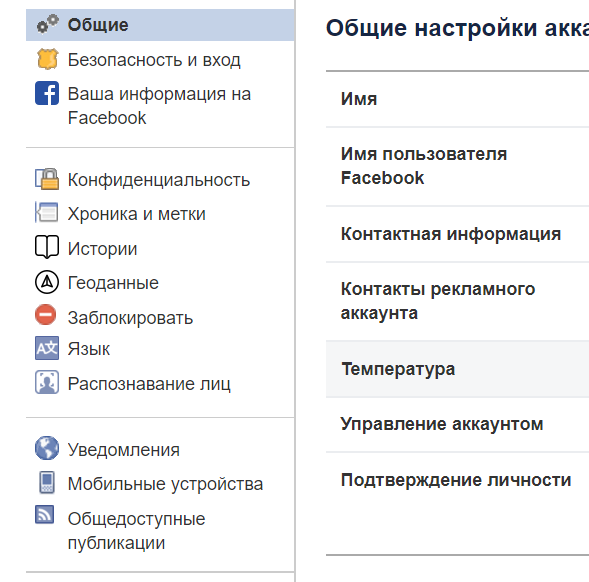 Общие
Безопасность и вход
Ваша информация на
Facebook
Конфиденциальность
Хроника и метки
Истории
Геоданные
Заблокировать
Язык
Распознавание лиц
Уведомления
Мобильные устройства
Общедоступные
публикации
Общие настройки акка
Имя
Имя пользователя
Facebook
Контактная информация
Контакты рекламного
аккаунта
Температура
Управление аккаунтом
Подтверждение личности